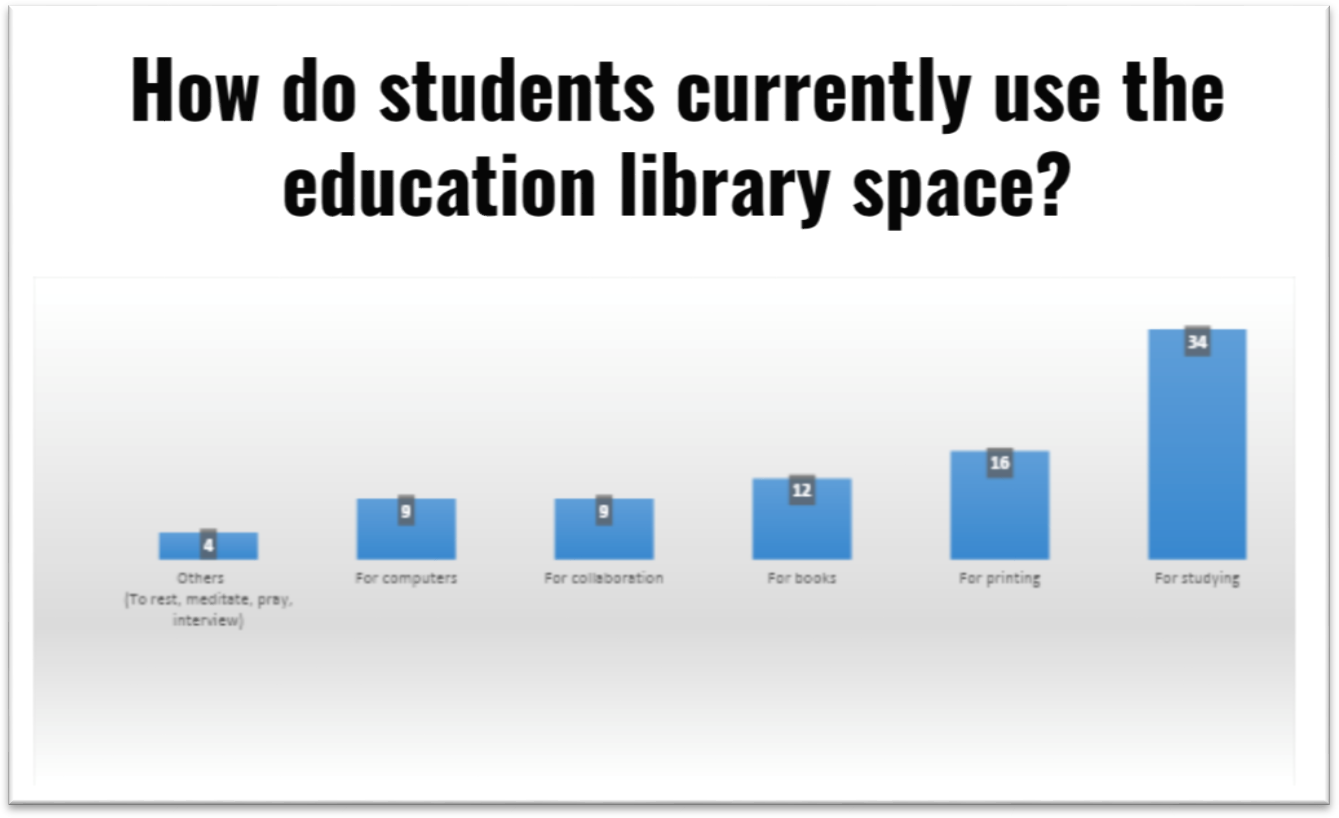 How do students currently use the
education library space?
34
16
12
9
9
4
Others
(To rest, meditate, pray,
interview)
For computers
For collaboration
For books
For printing
For studying